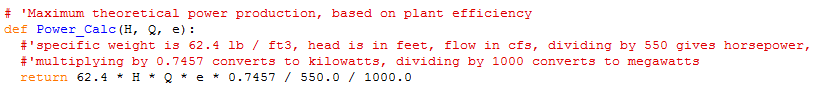 # 'Maximum theoretical power production, based on plant efficiency
def Power_Calc(H, Q, e):
  #'specific weight is 62.4 lb / ft3, head is in feet, flow in cfs, dividing by 550 gives horsepower,
  #'multiplying by 0.7457 converts to kilowatts, dividing by 1000 converts to megawatts
  return 62.4 * H * Q * e * 0.7457 / 550.0 / 1000.0